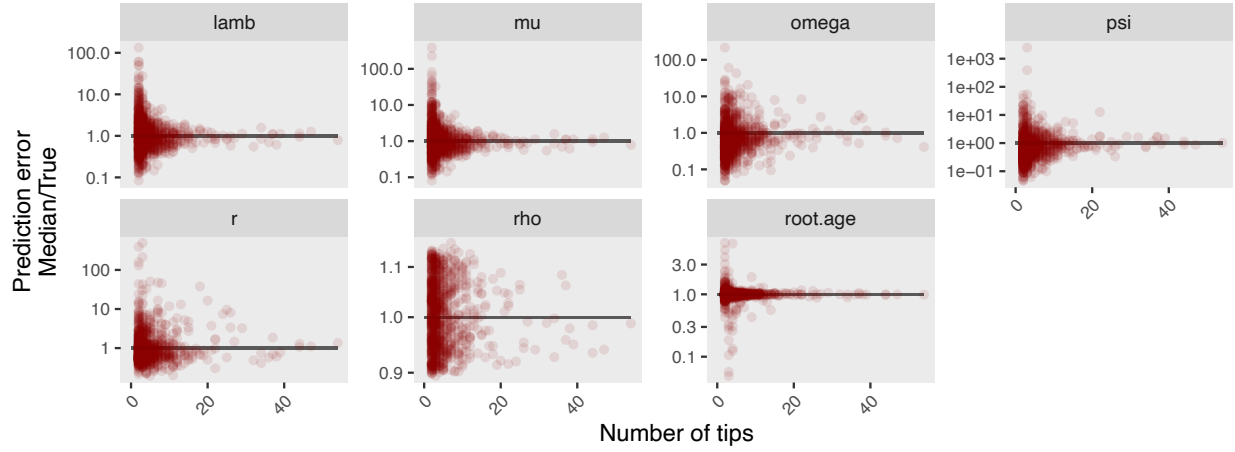 lamb
mu
omega
psi
100.0
10.0
1.0
0.1
100.0
10.0
1.0
0.1
100.0
10.0
1.0
0.1
1e+03
1e+02
1e+01
1e+00
1e−01
0
20
40
r
rho
root.age
100
10
1
1.1
1.0
0.9
3.0
1.0
0.3
0.1
0
20
40
0
20
40
0
20
40
Prediction error
Median/True
Number of tips